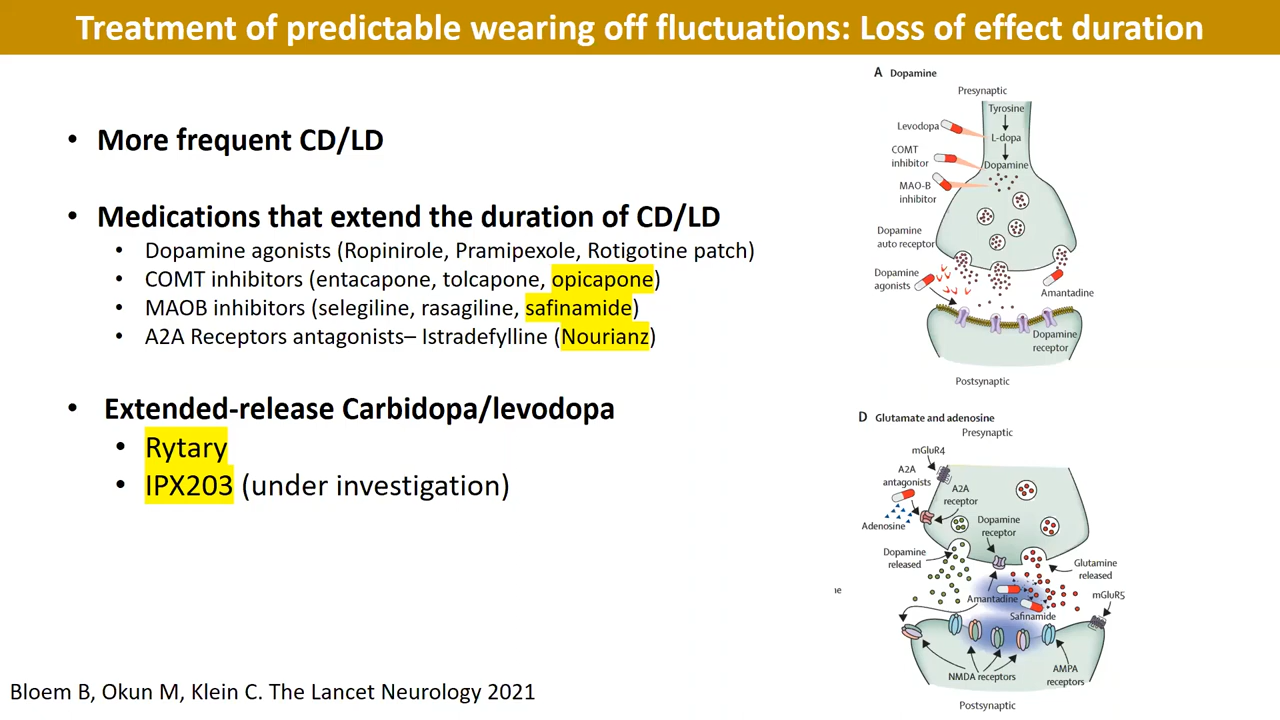 Treatment of predictable wearing off fluctuations: Loss of effect duration
• More frequent CD/LD
• Medications that extend the duration of CD/LD
• Dopamine agonists (Ropinirole, Pramipexole, Rotigotine patch)
• COMT inhibitors (entacapone, tolcapone, opicapone)
• MAOB inhibitors (selegiline, rasagiline, safinamide)
• A2A Receptors antagonists– Istradefylline (Nourianz)
• Extended-release Carbidopa/levodopa
• Rytary
• IPX203 (under investigation)
Bloem B, Okun M, Klein C. The Lancet Neurology 2021
A Dopamine
Presynaptic
Tyrosine
Levodopa
L-dopa
COMT
inhibitor
Dopamine
MAO-B
inhibitor
Dopamine
auto receptor
Dopamine
agonists
Amantadine
Dopamine
receptor
Postsynaptic
D Glutamate and adenosine
Presynaptic
mGluR4
A2A
antagonists
A2A
receptor
Adenosine
Dopamine
receptor
Dopamine
released
Glutamine
released
ne
Amantadine
Safinamide
mGluR5
NMDA receptors
AMPA
receptors
Postsynaptic